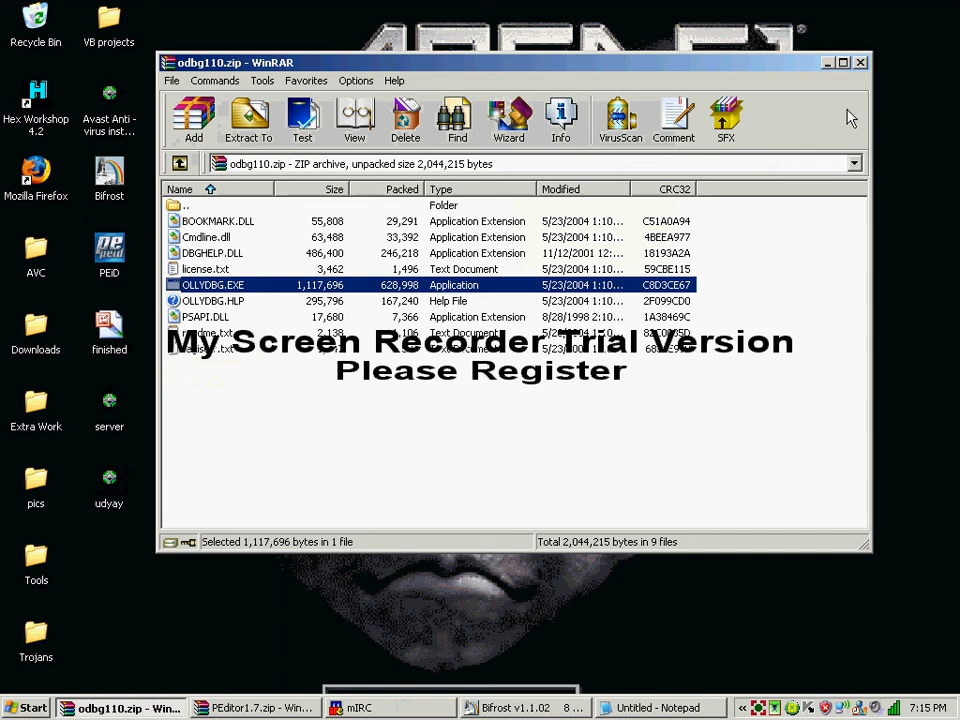 Recycle Bin
VB projects
Hex Workshop
4.2
Avast Anti -
virus inst...
Mozilla Firefox
Bifrost
AVC
PEiD
Downloads
finished
Extra Work
server
pics
udyay
Tools
Trojans
odbg110.zip - WinRAR
File Commands Tools Favorites Options Help
Add Extract To Test View Delete Find Wizard Info VirusScan Comment SFX
odbg110.zip - ZIP archive, unpacked size 2,044,215 bytes
Name Size Packed Type Modified CRC32
.. Folder
BOOKMARK.DLL 55,808 29,291 Application Extension 5/23/2004 1:10... C51A0A94
Cmdline.dll 63,488 33,392 Application Extension 5/23/2004 1:10... 4BEEA977
DBGHELP.DLL 486,400 246,218 Application Extension 11/12/2001 12:... 18193A2A
license.txt 3,462 1,496 Text Document 5/23/2004 1:10... 59CBE115
OLLYDBG.EXE 1,117,696 628,998 Application 5/23/2004 1:10... C8D3CE67
OLLYDBG.HLP 295,796 167,240 Help File 5/23/2004 1:10... 2F099CD0
PSAPI.DLL 17,680 7,366 Application Extension 8/28/1998 2:10... 1A38469C
My Screen Recorder Trial Version
Please Register
Selected 1,117,696 bytes in 1 file
Total 2,044,215 bytes in 9 files
Start
odbg110.zip - Win...
PEditor1.7.zip - Win...
mIRC
Bifrost v1.1.02 8 ...
Untitled - Notepad
7:15 PM